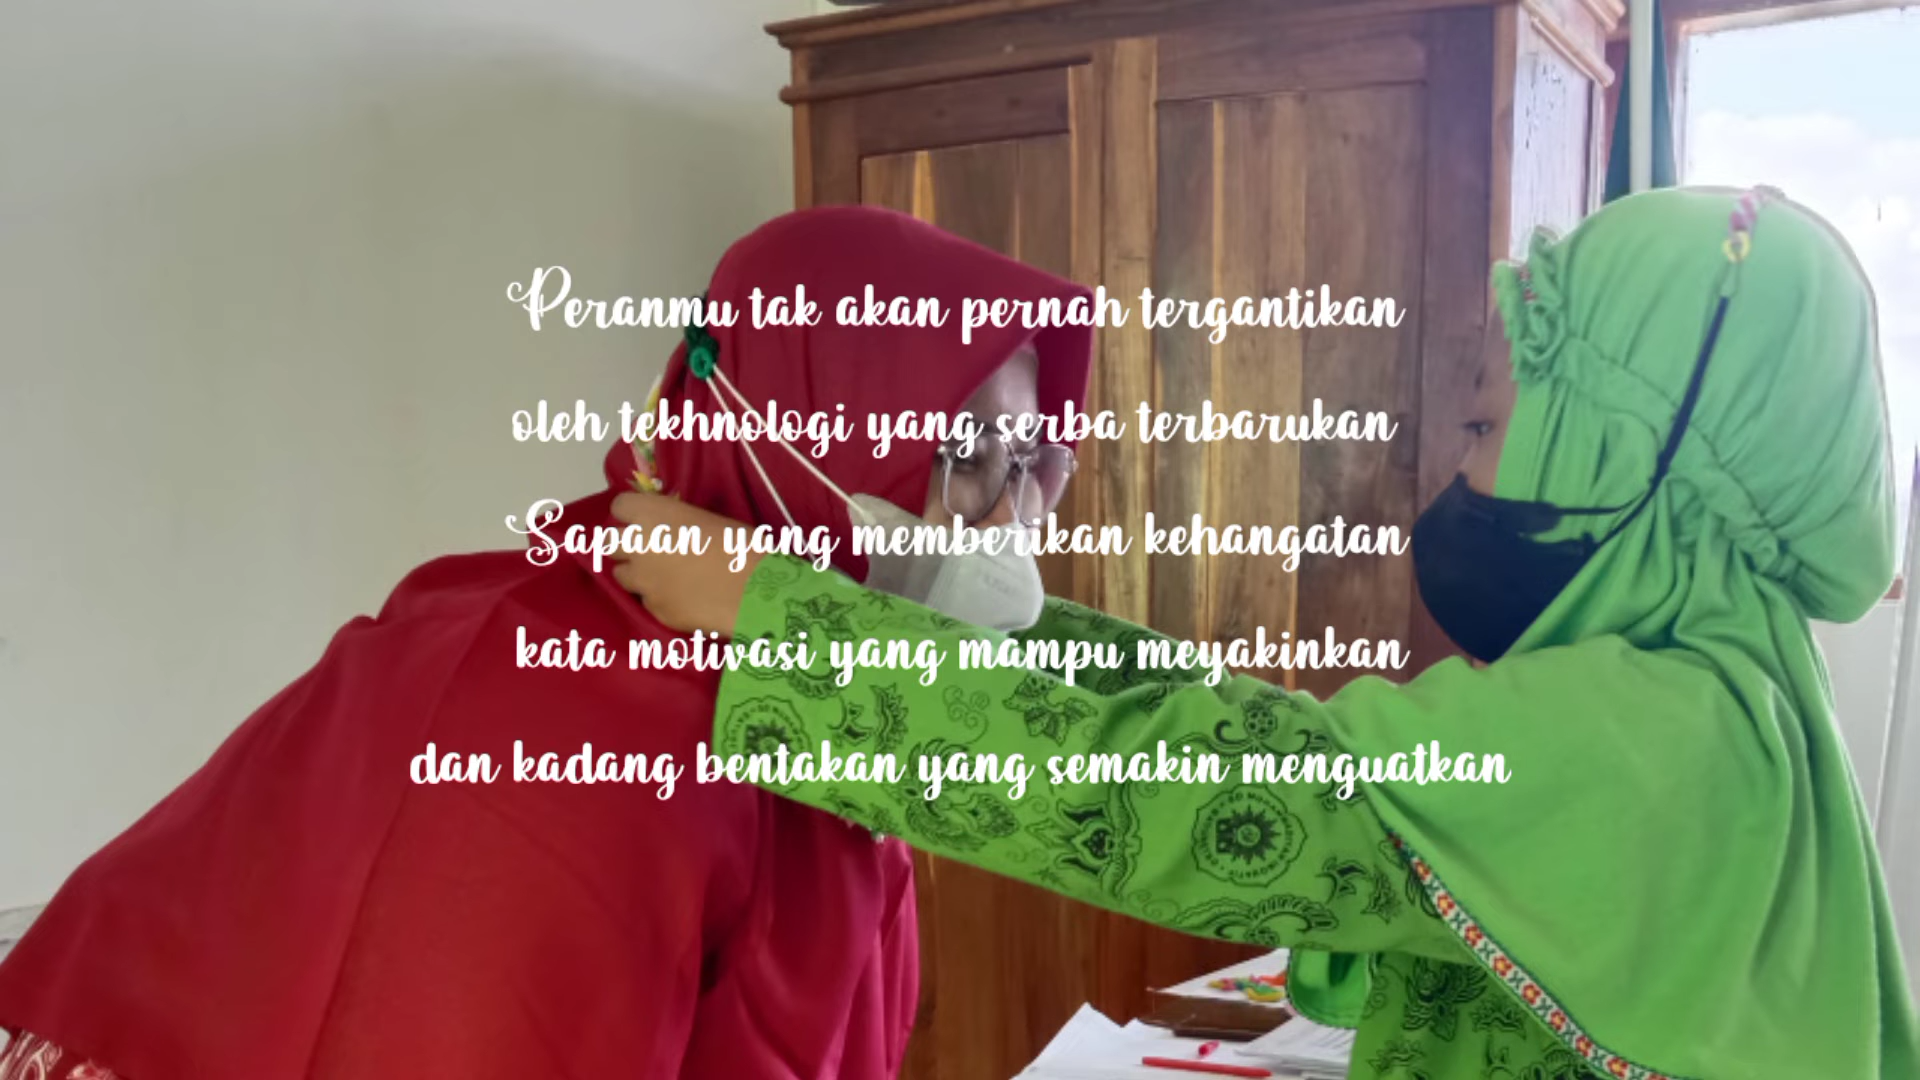 Peranmu tak akan pernah tergantikan
oleh tekhnologi yang serba terbarukan
Sapaan yang memberikan kehangatan
kata motivasi yang mampu meyakinkan
dan kadang bentakan yang semakin menguatkan